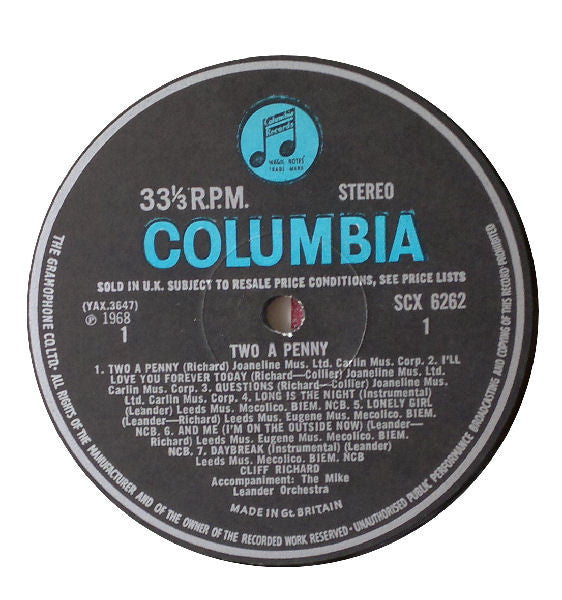 Columbia
Records
MAGIC NOTES
TRADE MARK
33⅓ R.P.M.
STEREO
COLUMBIA
SOLD IN U.K. SUBJECT TO RESALE PRICE CONDITIONS, SEE PRICE LISTS
(YAX.3647)
℗ 1968
1
SCX 6262
1
TWO A PENNY
1. TWO A PENNY (Richard) Joaneline Mus. Ltd. Carlin Mus. Corp. 2. I'LL
LOVE YOU FOREVER TODAY (Richard—Collier) Joaneline Mus. Ltd.
Carlin Mus. Corp. 3. QUESTIONS (Richard—Collier) Joaneline Mus.
Ltd. Carlin Mus. Corp. 4. LONG IS THE NIGHT (Instrumental)
(Leander) Leeds Mus. Mecolico. BIEM. NCB. 5. LONELY GIRL
(Leander—Richard) Leeds Mus. Eugene Mus. Mecolico. BIEM.
NCB. 6. AND ME (I'M ON THE OUTSIDE NOW) (Leander—
Richard) Leeds Mus. Eugene Mus. Mecolico. BIEM.
NCB. 7. DAYBREAK (Instrumental) (Leander)
Leeds Mus. Mecolico. BIEM. NCB
CLIFF RICHARD
Accompaniment: The Mike
Leander Orchestra
MADE IN Gt. BRITAIN
THE GRAMOPHONE CO. LTD. · ALL RIGHTS OF THE MANUFACTURER AND OF THE OWNER OF THE RECORDED WORK RESERVED · UNAUTHORISED PUBLIC PERFORMANCE BROADCASTING AND COPYING OF THIS RECORD PROHIBITED